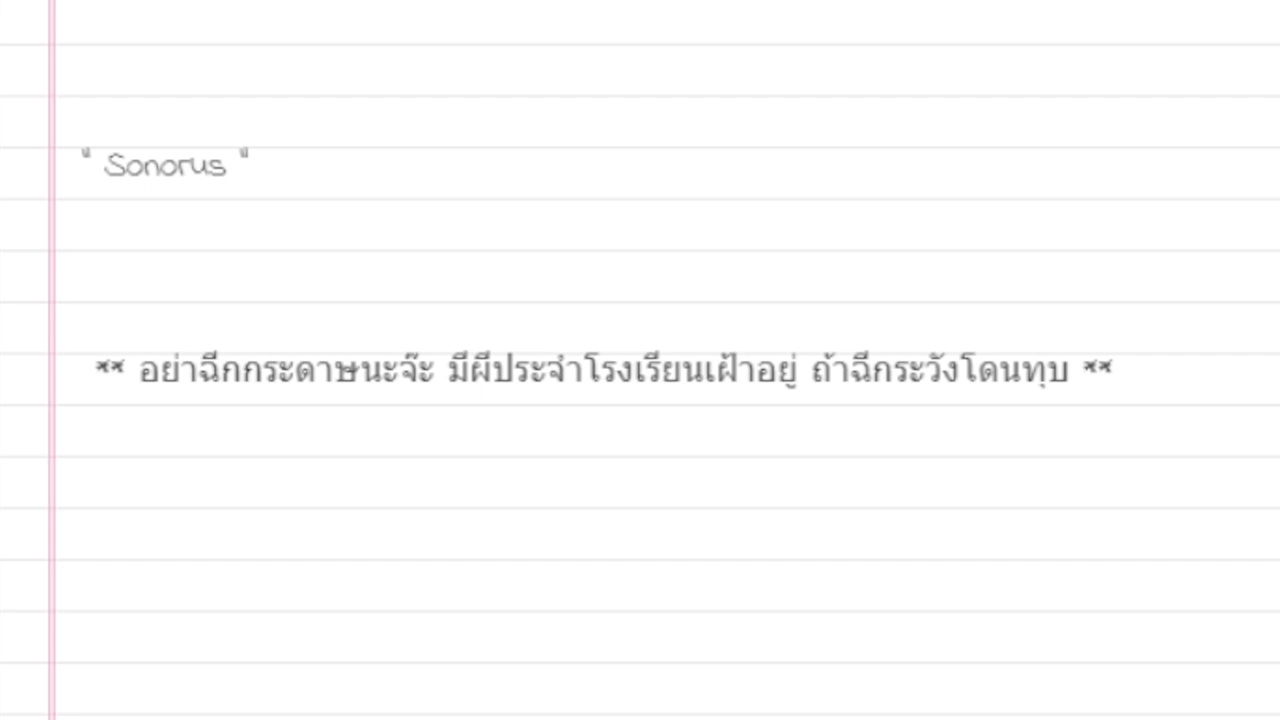 " Sonorus "
** อย่าฉีกกระดาษนะจ๊ะ มีผีประจำโรงเรียนเฝ้าอยู่ ถ้าฉีกระวังโดนทุบ **